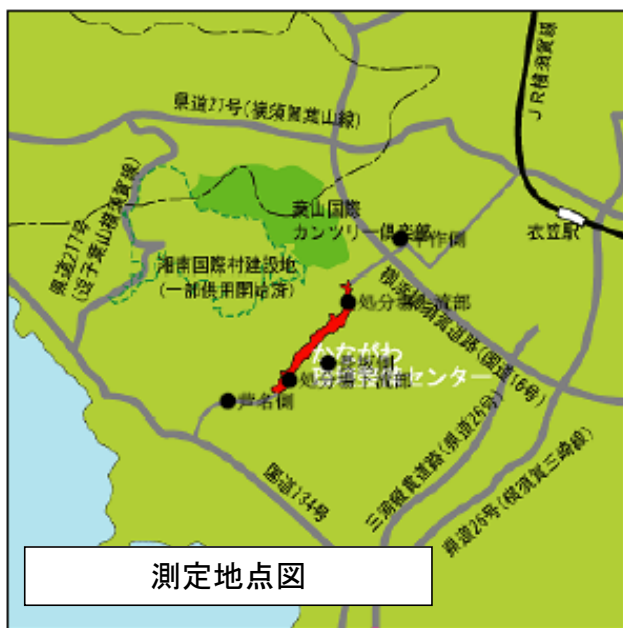 県道27号(横須賀葉山線)
JR横須賀線
葉山国際
カンツリー倶楽部
平作側
衣笠駅
県道217号
(逗子葉山横須賀線)
湘南国際村建設地
(一部供用開始済)
処分場上流部
横浜横須賀道路(国道16号)
かながわ
センター
処分場下流部
芦名側
国道134号
三浦縦貫道路(県道26号)
県道26号(横須賀三崎線)
測定地点図